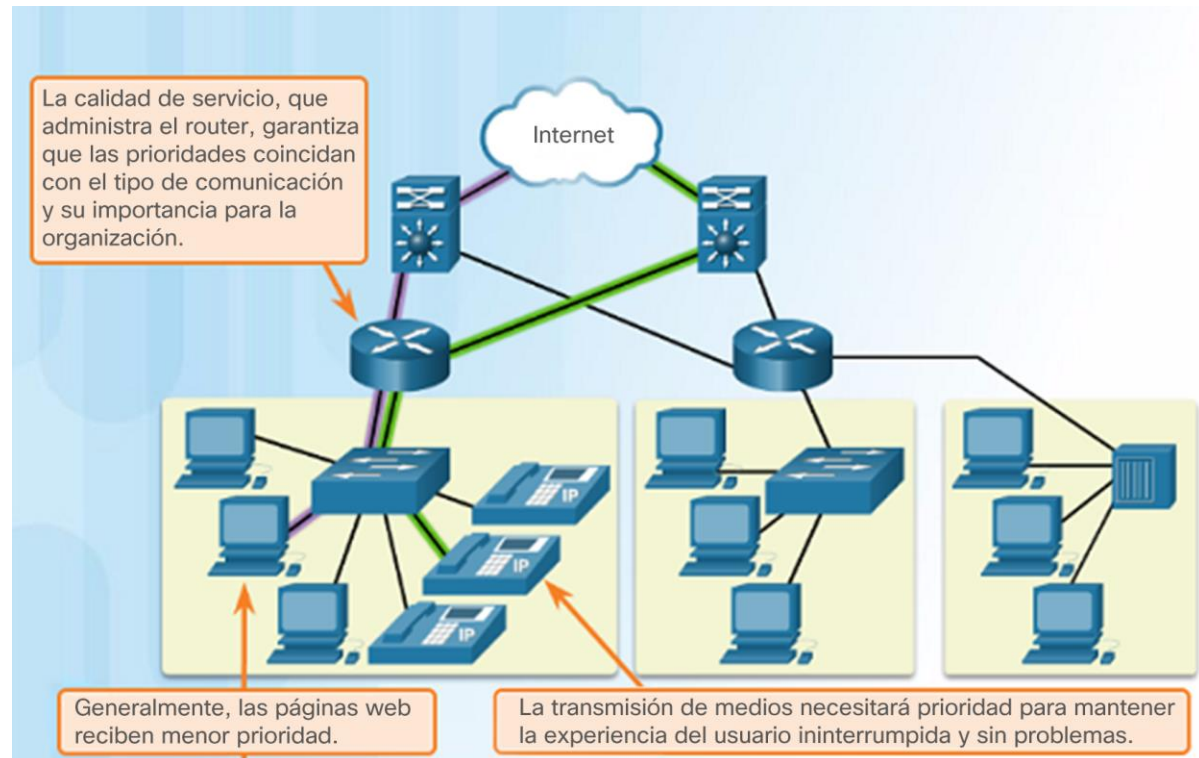 La calidad de servicio, que
administra el router, garantiza
que las prioridades coincidan
con el tipo de comunicación
y su importancia para la
organización.
Internet
IP
IP
IP
Generalmente, las páginas web
reciben menor prioridad.
La transmisión de medios necesitará prioridad para mantener
la experiencia del usuario ininterrumpida y sin problemas.